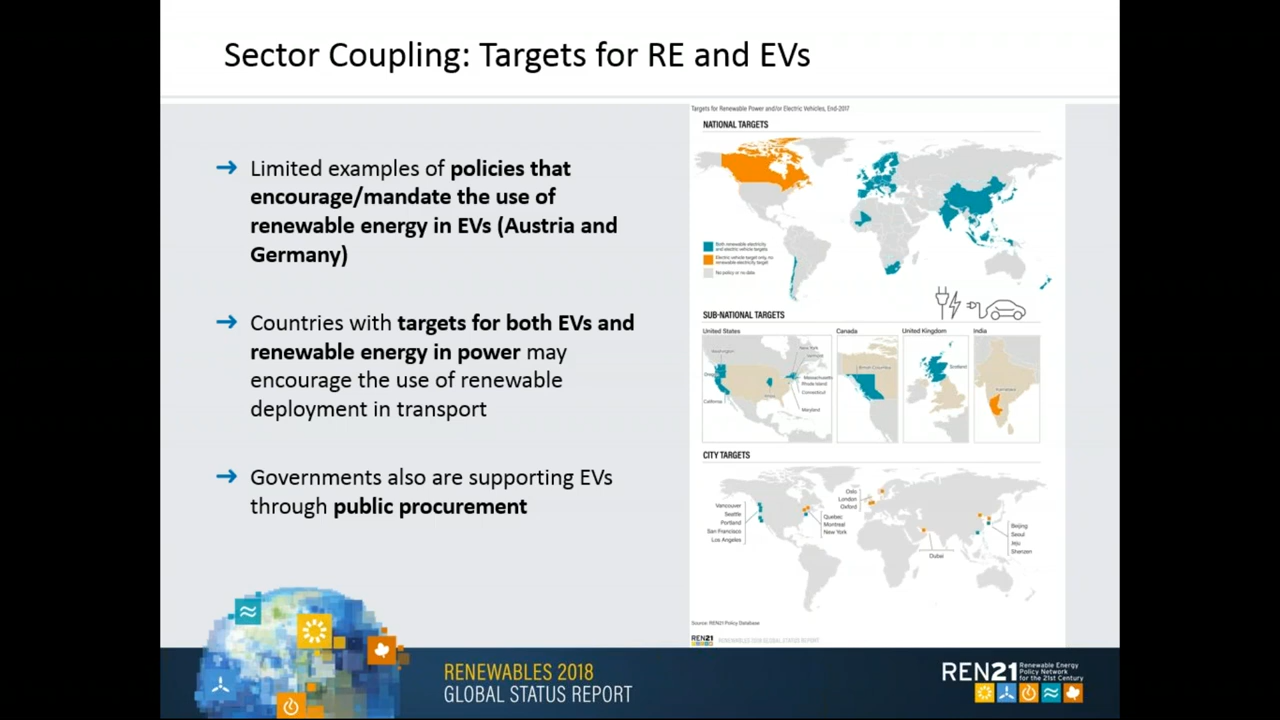 Sector Coupling: Targets for RE and EVs
→ Limited examples of policies that
encourage/mandate the use of
renewable energy in EVs (Austria and
Germany)
→ Countries with targets for both EVs and
renewable energy in power may
encourage the use of renewable
deployment in transport
→ Governments also are supporting EVs
through public procurement
Targets for Renewable Power and/or Electric Vehicles, End-2017
NATIONAL TARGETS
Both renewable electricity
and electric vehicle targets
Electric vehicle target only, no
renewable electricity target
No policy or no data
SUB-NATIONAL TARGETS
United States
Washington
California
New York
Vermont
Massachusetts
Rhode Island
Connecticut
Maryland
Canada
British Columbia
United Kingdom
Scotland
India
CITY TARGETS
Vancouver
Seattle
Portland
San Francisco
Los Angeles
Quebec
Montreal
New York
Oslo
London
Oxford
Dubai
Beijing
Seoul
Jeju
Shenzen
Source: REN21 Policy Database
REN21 RENEWABLES 2018 GLOBAL STATUS REPORT
RENEWABLES 2018
GLOBAL STATUS REPORT
REN21 Renewable Energy
Policy Network
for the 21st Century